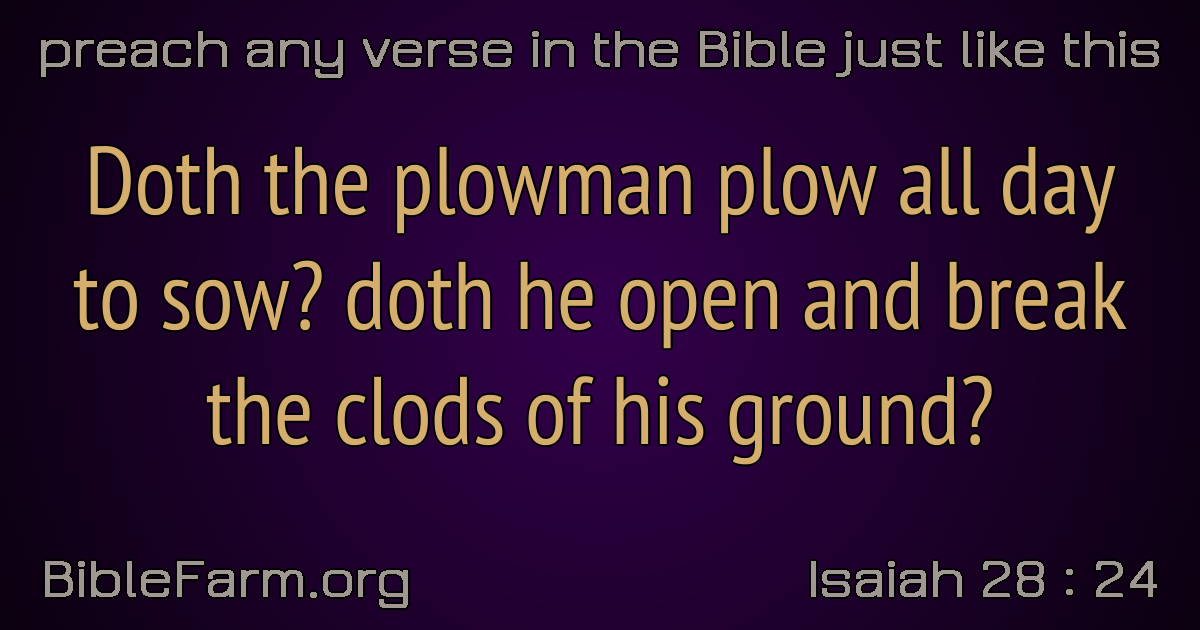 preach any verse in the Bible just like this
Doth the plowman plow all day
to sow? doth he open and break
the clods of his ground?
BibleFarm.org
Isaiah 28 : 24